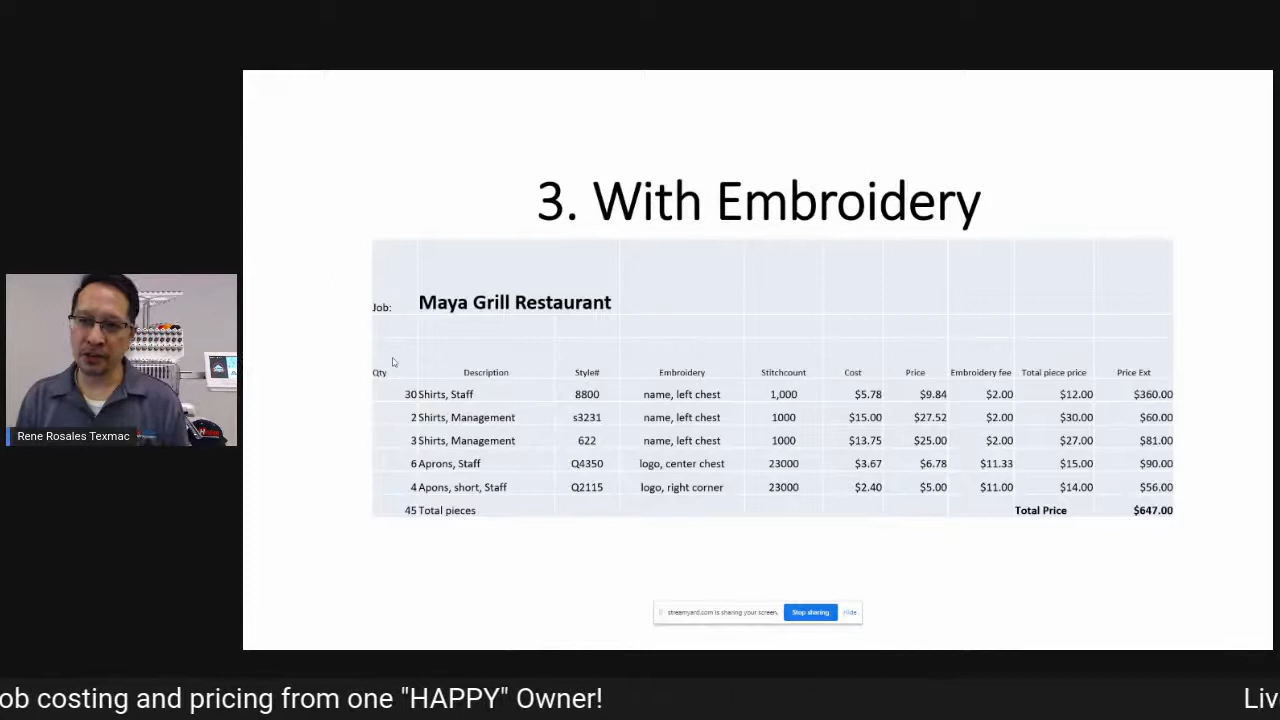 3. With Embroidery
Job: Maya Grill Restaurant
Qty Description Style# Embroidery Stitchcount Cost Price Embroidery fee Total piece price Price Ext
30 Shirts, Staff 8800 name, left chest 1,000 $5.78 $9.84 $2.00 $12.00 $360.00
2 Shirts, Management s3231 name, left chest 1000 $15.00 $27.52 $2.00 $30.00 $60.00
3 Shirts, Management 622 name, left chest 1000 $13.75 $25.00 $2.00 $27.00 $81.00
6 Aprons, Staff Q4350 logo, center chest 23000 $3.67 $6.78 $11.33 $15.00 $90.00
4 Apons, short, Staff Q2115 logo, right corner 23000 $2.40 $5.00 $11.00 $14.00 $56.00
45 Total pieces Total Price $647.00
Rene Rosales Texmac
streamyard.com is sharing your screen. Stop sharing Hide
ob costing and pricing from one "HAPPY" Owner! Liv